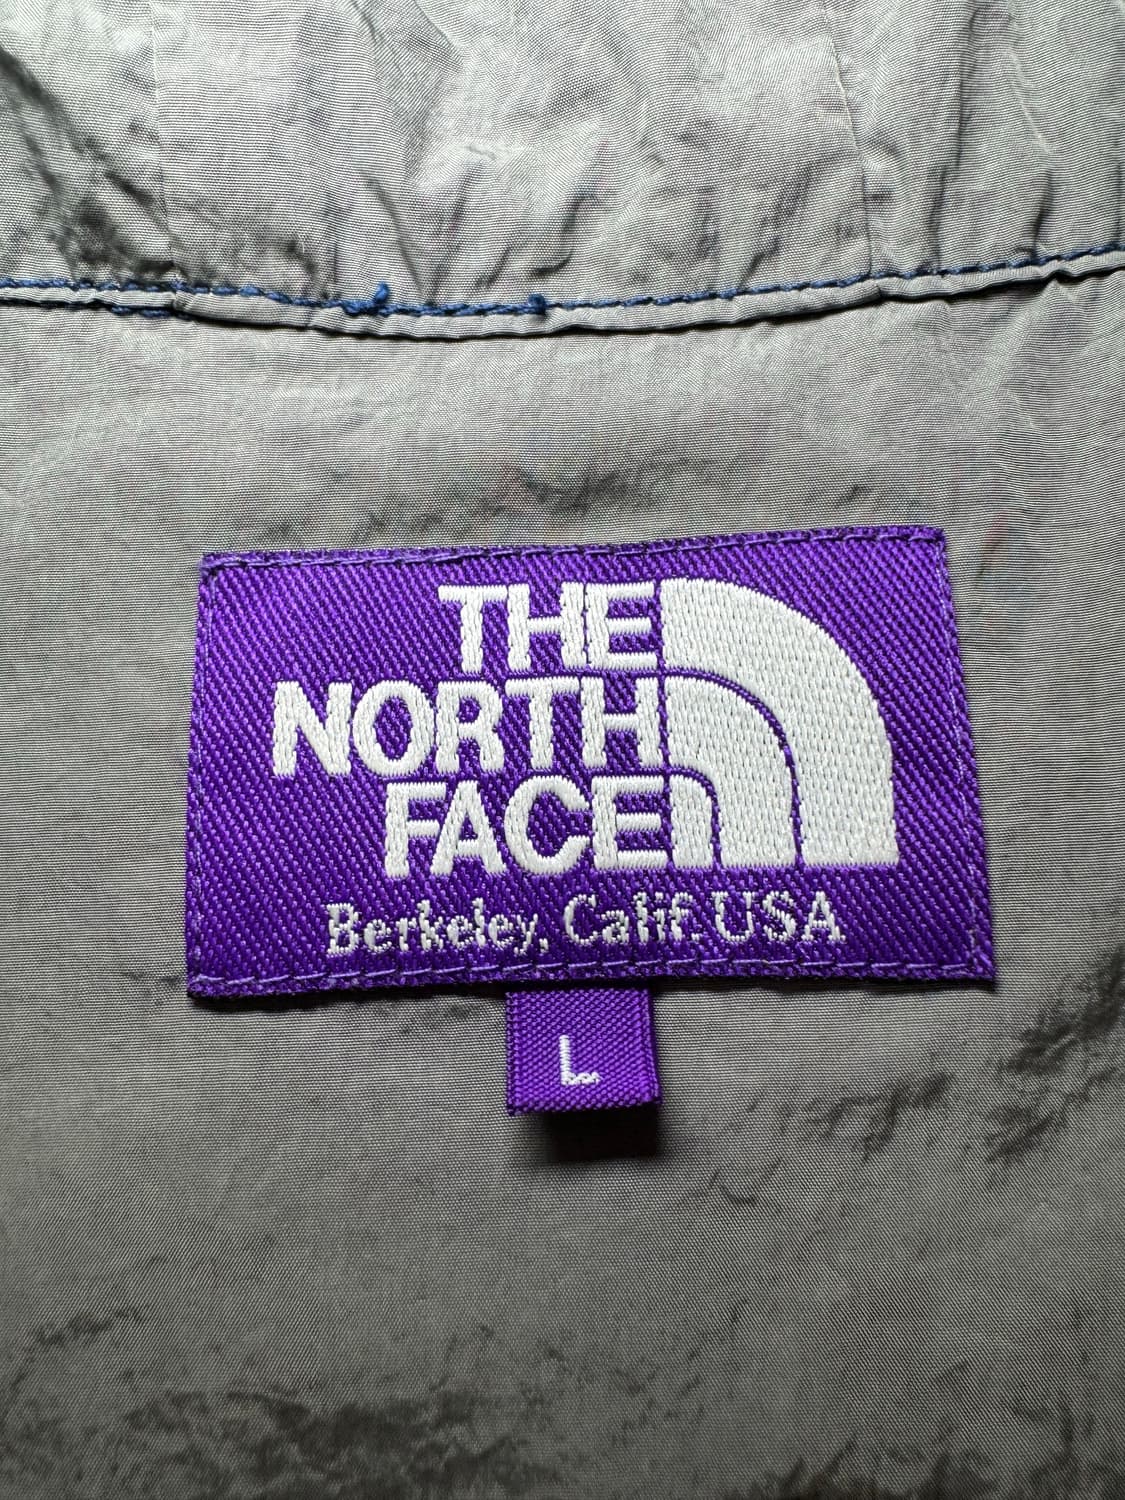 THE
NORTH
FACE
Berkeley, Calif. USA
L